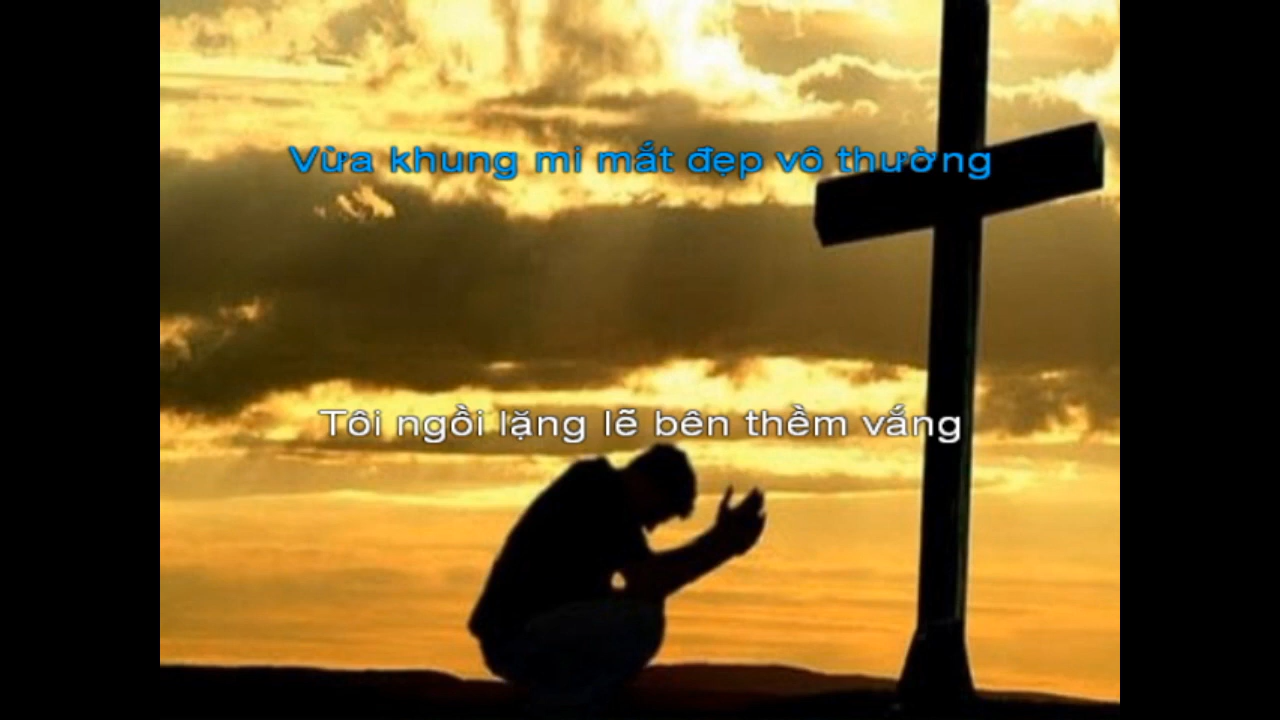 Vừa khung mi mắt đẹp vô thường
Tôi ngồi lặng lẽ bên thềm vắng